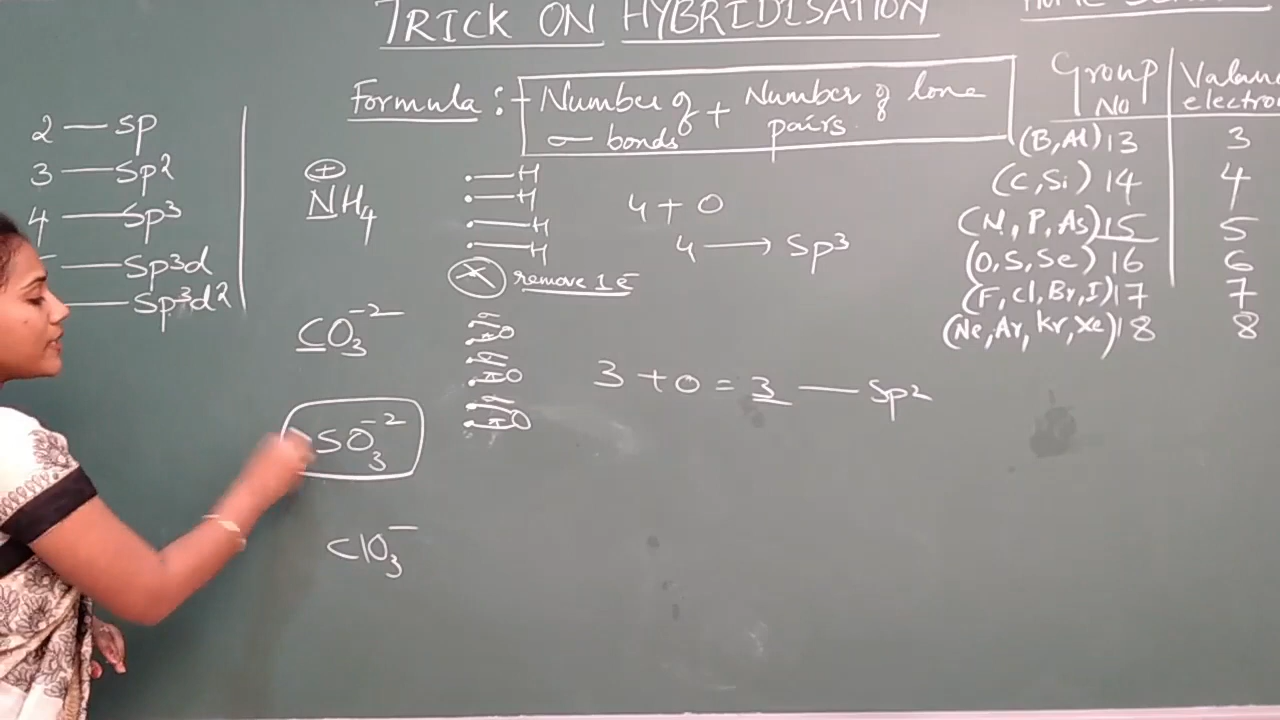 TRICK ON HYBRIDISATION
Formula :- Number of σ bonds + Number of lone pairs
2 — sp
3 — sp2
4 — sp3
— sp3d
— sp3d2
NH4 +
• — H
• — H
• — H
• — H
x remove 1 e-
4 + 0
4 → sp3
CO3 -2
σ
π O
σ
π O
σ
π O
3 + 0 = 3 — sp2
SO3 -2
ClO3 -
Group No
(B, Al) 13 3
(C, Si) 14 4
(N, P, As) 15 5
(O, S, Se) 16 6
(F, Cl, Br, I) 17 7
(Ne, Ar, Kr, Xe) 18 8